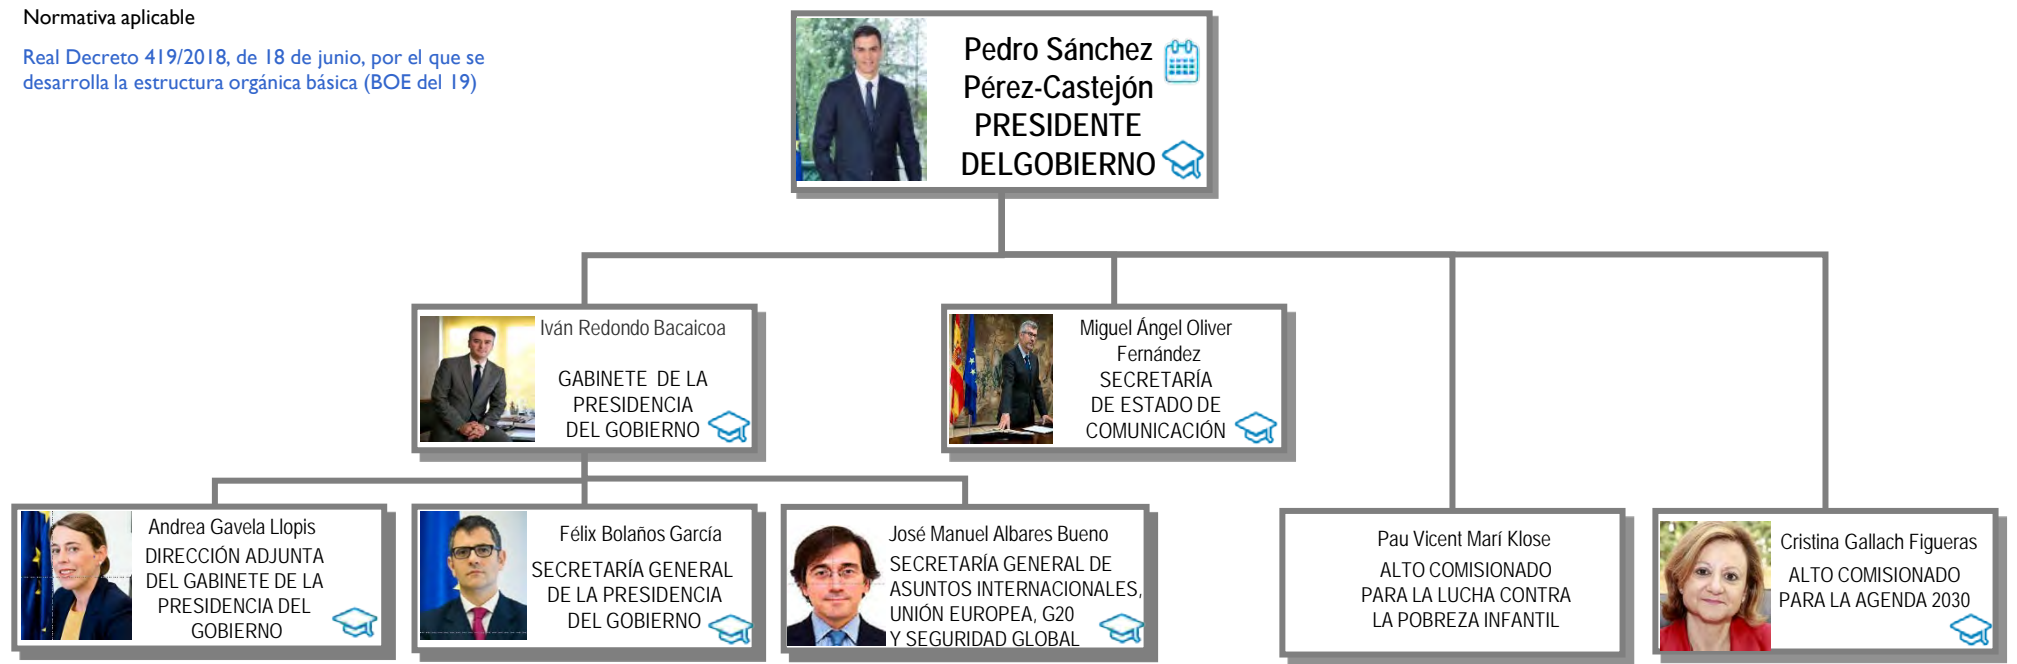 Normativa aplicable
Real Decreto 419/2018, de 18 de junio, por el que se
desarrolla la estructura orgánica básica (BOE del 19)
Pedro Sánchez
Pérez-Castejón
PRESIDENTE
DELGOBIERNO
Iván Redondo Bacaicoa
GABINETE DE LA
PRESIDENCIA
DEL GOBIERNO
Miguel Ángel Oliver
Fernández
SECRETARÍA
DE ESTADO DE
COMUNICACIÓN
Andrea Gavela Llopis
DIRECCIÓN ADJUNTA
DEL GABINETE DE LA
PRESIDENCIA DEL
GOBIERNO
Félix Bolaños García
SECRETARÍA GENERAL
DE LA PRESIDENCIA
DEL GOBIERNO
José Manuel Albares Bueno
SECRETARÍA GENERAL DE
ASUNTOS INTERNACIONALES,
UNIÓN EUROPEA, G20
Y SEGURIDAD GLOBAL
Pau Vicent Marí Klose
ALTO COMISIONADO
PARA LA LUCHA CONTRA
LA POBREZA INFANTIL
Cristina Gallach Figueras
ALTO COMISIONADO
PARA LA AGENDA 2030